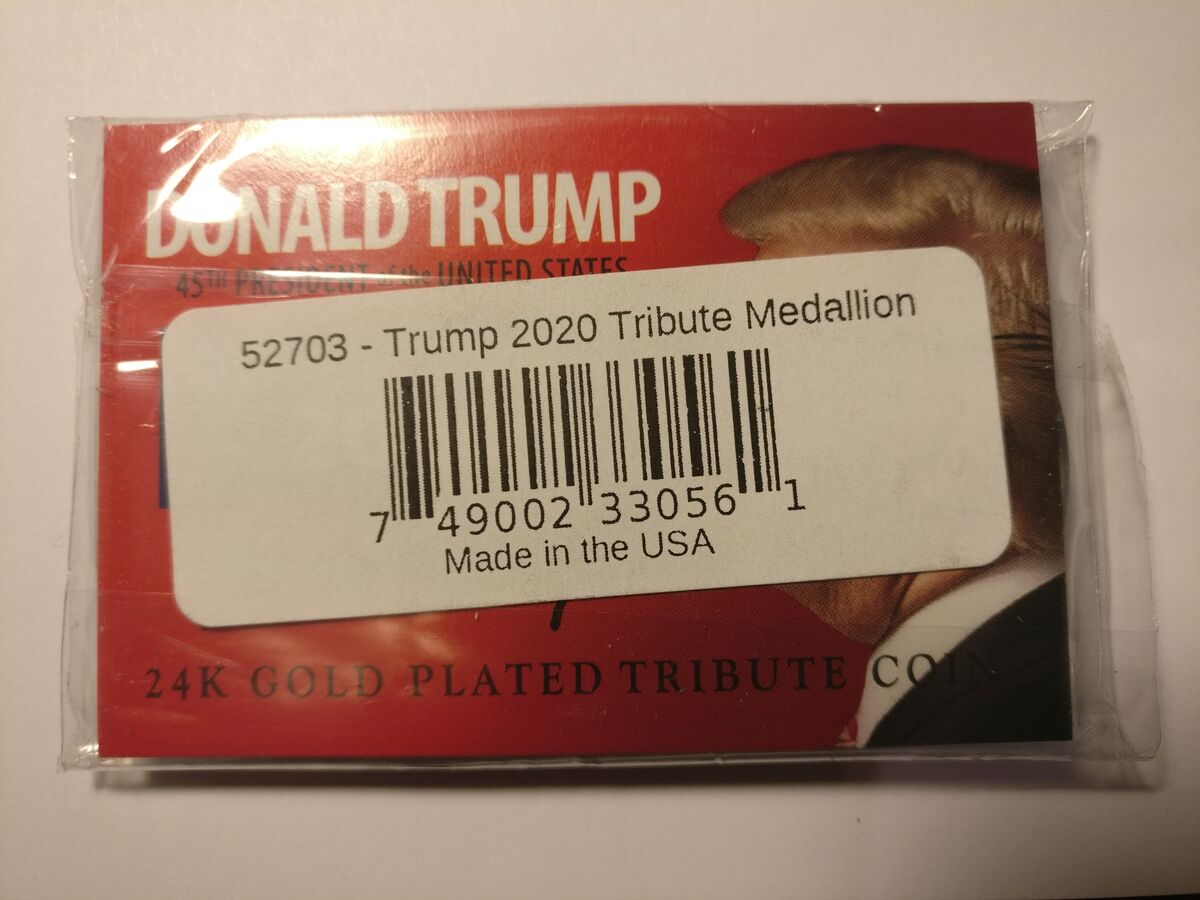 DONALD TRUMP
45TH PRESIDENT of the UNITED STATES
52703 - Trump 2020 Tribute Medallion
7 49002 33056 1
Made in the USA
24K GOLD PLATED TRIBUTE COIN